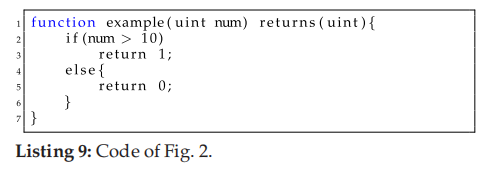 1 function example(uint num) returns(uint){
2 if(num > 10)
3 return 1;
4 else{
5 return 0;
6 }
7 }
Listing 9: Code of Fig. 2.